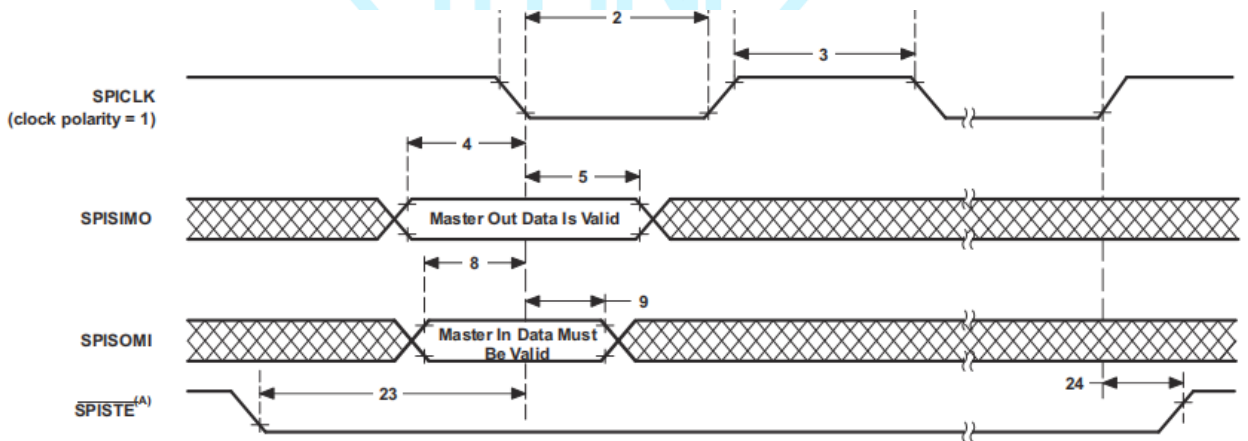 2
3
SPICLK
(clock polarity = 1)
4
5
SPISIMO
Master Out Data Is Valid
8
9
SPISOMI
Master In Data Must
Be Valid
23
24
SPISTE(A)